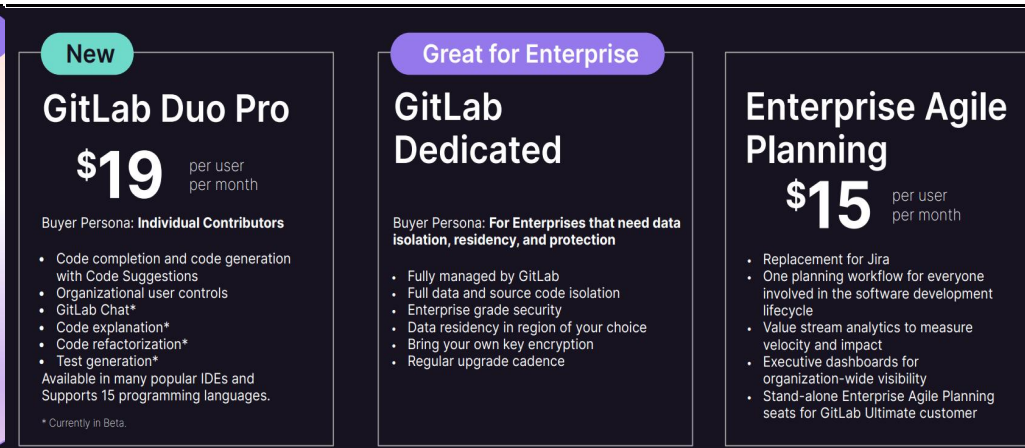 New
GitLab Duo Pro
$19
per user
per month
Buyer Persona: Individual Contributors
• Code completion and code generation
with Code Suggestions
• Organizational user controls
• GitLab Chat*
• Code explanation*
• Code refactorization*
• Test generation*
Available in many popular IDEs and
Supports 15 programming languages.
* Currently in Beta.
Great for Enterprise
GitLab
Dedicated
Buyer Persona: For Enterprises that need data
isolation, residency, and protection
• Fully managed by GitLab
• Full data and source code isolation
• Enterprise grade security
• Data residency in region of your choice
• Bring your own key encryption
• Regular upgrade cadence
Enterprise Agile
Planning
$15
per user
per month
• Replacement for Jira
• One planning workflow for everyone
involved in the software development
lifecycle
• Value stream analytics to measure
velocity and impact
• Executive dashboards for
organization-wide visibility
• Stand-alone Enterprise Agile Planning
seats for GitLab Ultimate customer